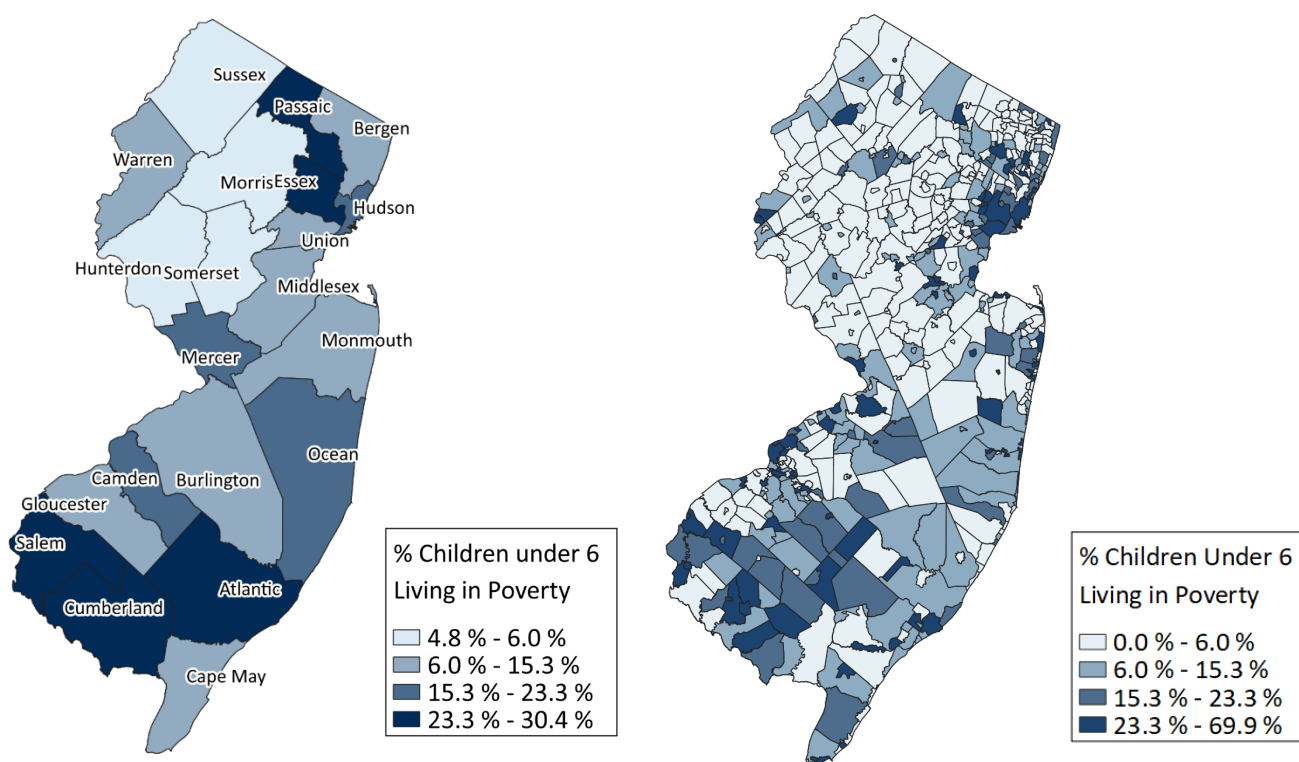 Sussex
Passaic
Bergen
Warren
Morris
Essex
Hudson
Union
Hunterdon
Somerset
Middlesex
Monmouth
Mercer
Ocean
Camden
Burlington
Gloucester
Salem
Atlantic
Cumberland
Cape May
% Children under 6
Living in Poverty
4.8 % - 6.0 %
6.0 % - 15.3 %
15.3 % - 23.3 %
23.3 % - 30.4 %
% Children Under 6
Living in Poverty
0.0 % - 6.0 %
6.0 % - 15.3 %
15.3 % - 23.3 %
23.3 % - 69.9 %